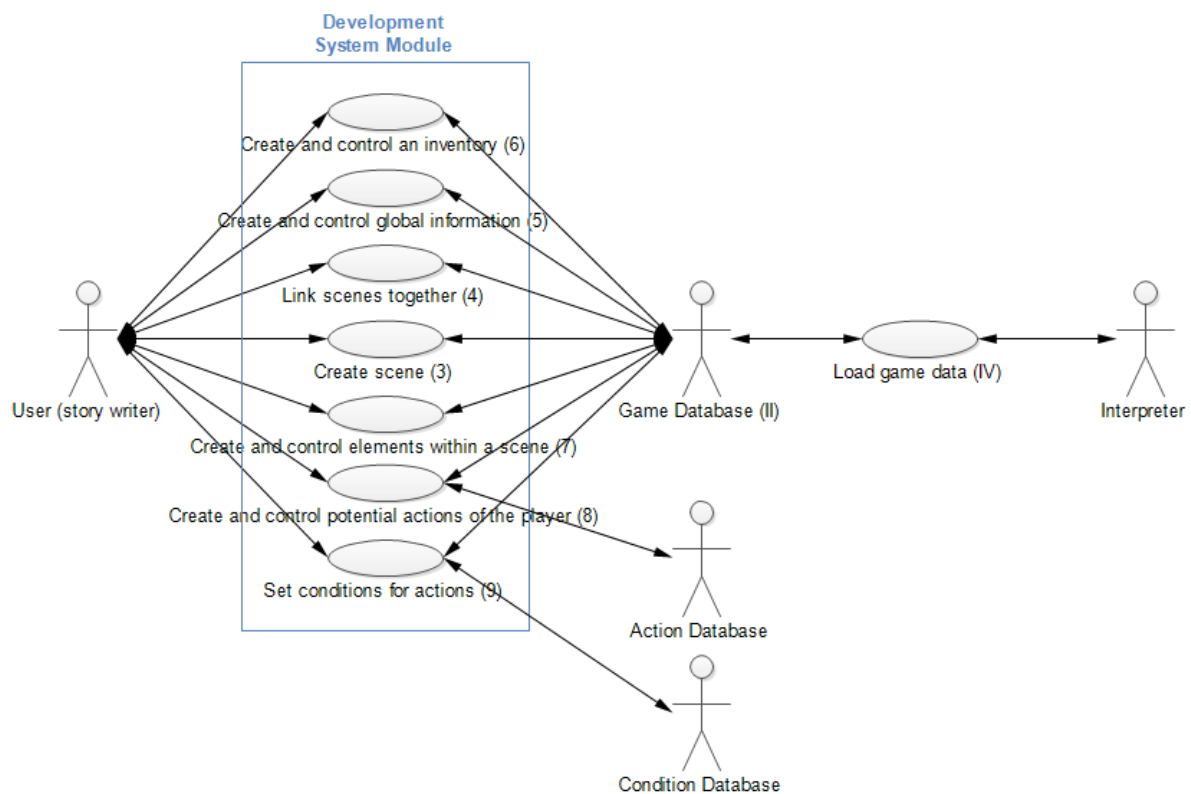 Development
System Module
Create and control an inventory (6)
Create and control global information (5)
Link scenes together (4)
Create scene (3)
Load game data (IV)
User (story writer)
Game Database (II)
Interpreter
Create and control elements within a scene (7)
Create and control potential actions of the player (8)
Set conditions for actions (9)
Action Database
Condition Database